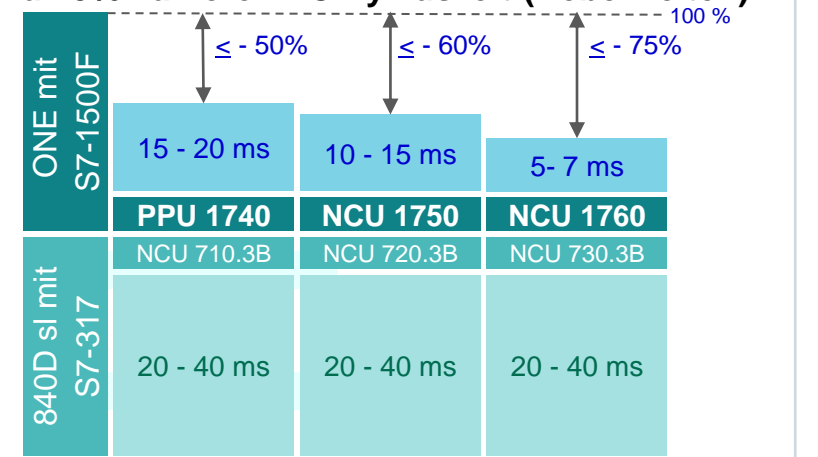 100 %
≤ - 50%
≤ - 60%
≤ - 75%
ONE mit
S7-1500F
15 - 20 ms
10 - 15 ms
5- 7 ms
PPU 1740
NCU 1750
NCU 1760
840D sl mit
S7-317
NCU 710.3B
NCU 720.3B
NCU 730.3B
20 - 40 ms
20 - 40 ms
20 - 40 ms